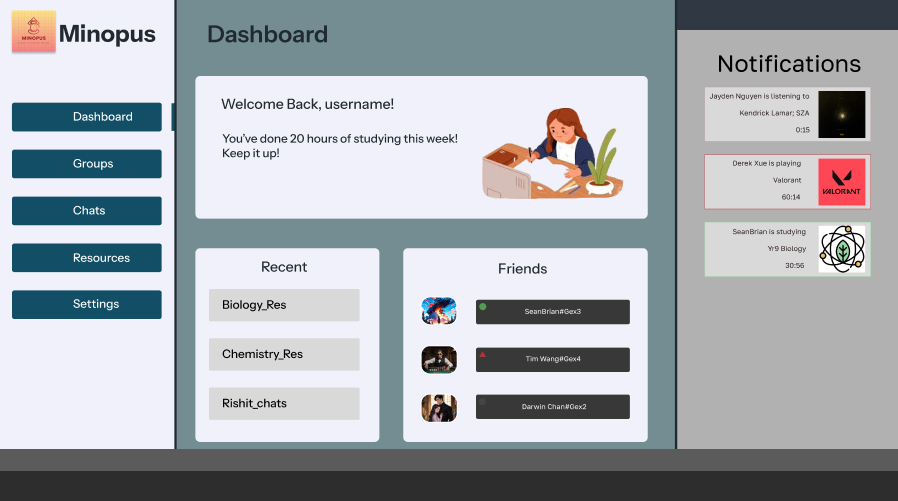 MINOPUS
Minopus
Dashboard
Groups
Chats
Resources
Settings
Dashboard
Welcome Back, username!
You've done 20 hours of studying this week!
Keep it up!
Recent
Biology_Res
Chemistry_Res
Rishit_chats
Friends
SeanBrian#Gex3
Tim Wang#Gex4
Darwin Chan#Gex2
Notifications
Jayden Nguyen is listening to
Kendrick Lamar; SZA
0:15
Derek Xue is playing
Valorant
60:14
VALORANT
SeanBrian is studying
Yr9 Biology
30:56